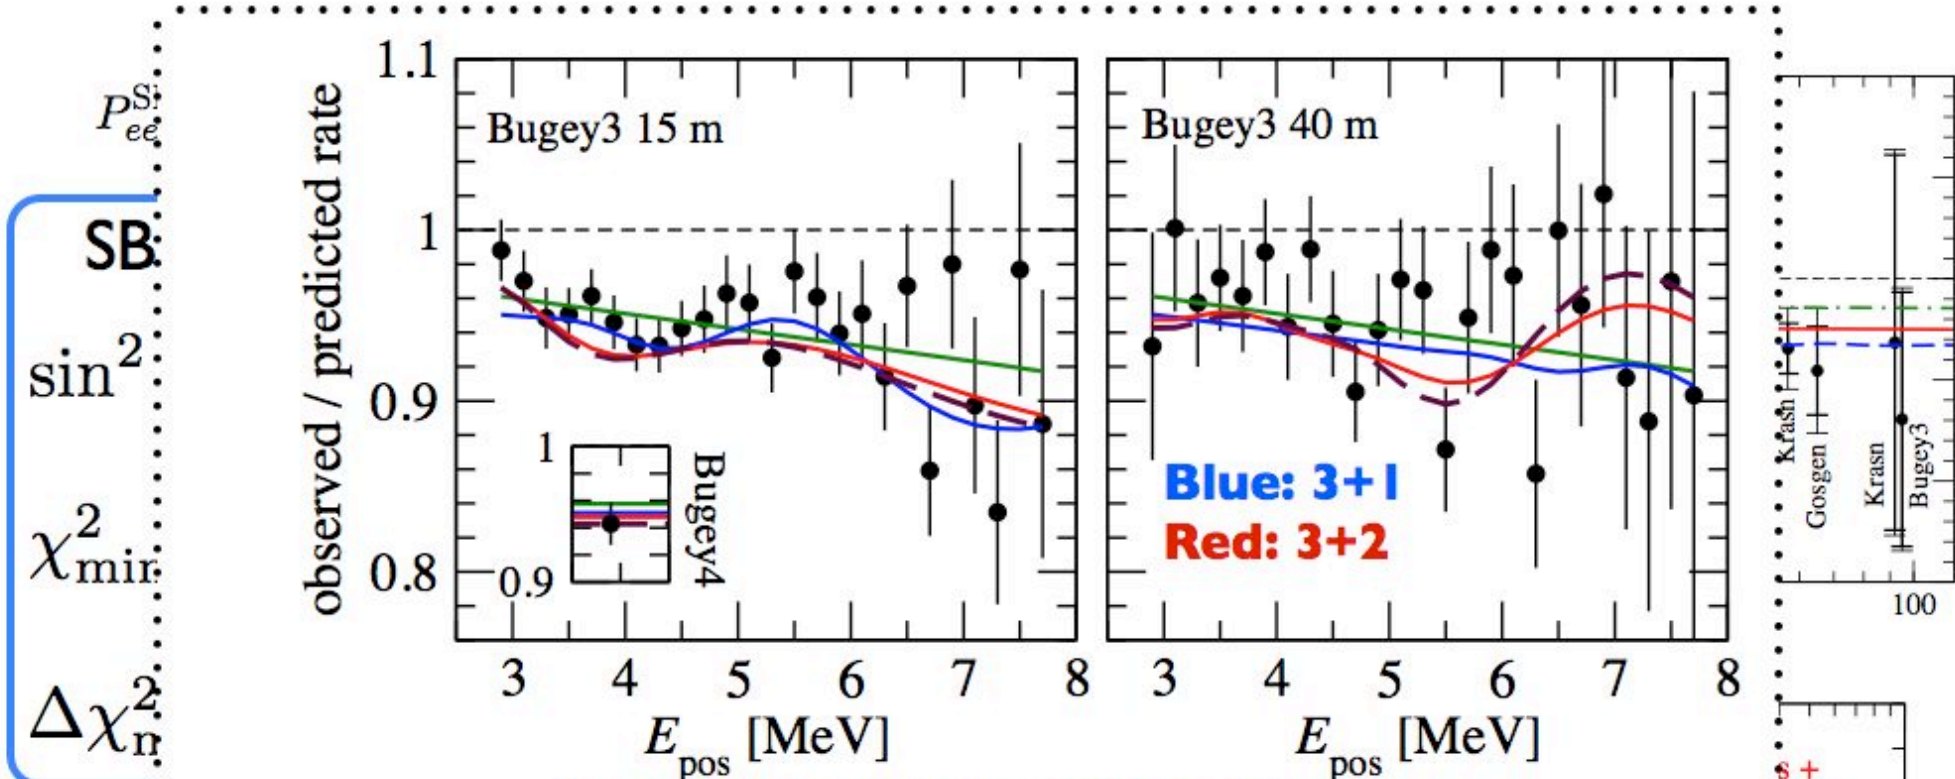 1.1
1
0.9
0.8
observed / predicted rate
Bugey3 15 m
1
0.9
Bugey4
3 4 5 6 7 8
E_pos [MeV]
Bugey3 40 m
Blue: 3+1
Red: 3+2
3 4 5 6 7 8
E_pos [MeV]
SB
sin²
Krasn
Gosgen
Krasn
Bugey3
100
s +